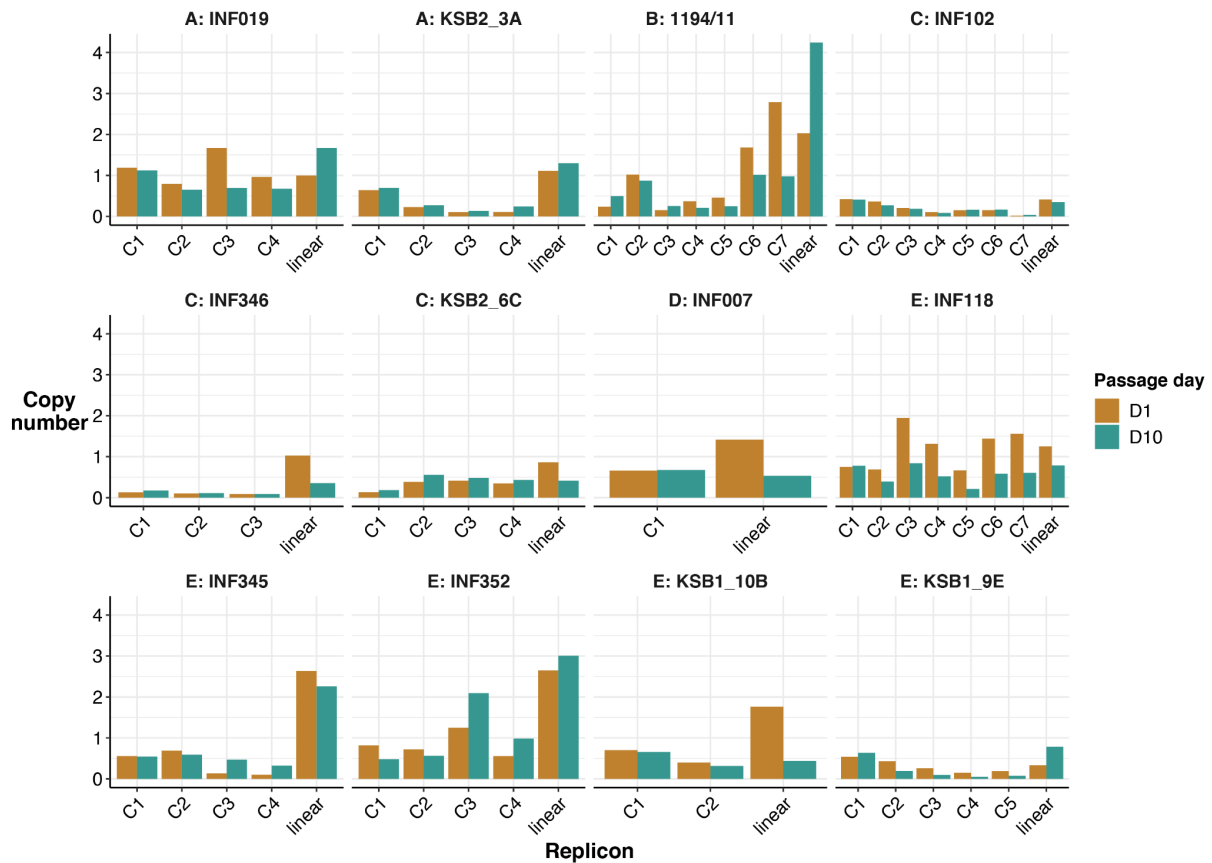 A: INF019 A: KSB2_3A B: 1194/11 C: INF102
4
3
2
1
0
C1 C2 C3 C4 linear C1 C2 C3 C4 linear C1 C2 C3 C4 C5 C6 C7 linear C1 C2 C3 C4 C5 C6 C7 linear
C: INF346 C: KSB2_6C D: INF007 E: INF118
4
3
2
1
0
Copy
number
Passage day
D1
D10
C1 C2 C3 linear C1 C2 C3 C4 linear C1 linear C1 C2 C3 C4 C5 C6 C7 linear
E: INF345 E: INF352 E: KSB1_10B E: KSB1_9E
4
3
2
1
0
C1 C2 C3 C4 linear C1 C2 C3 C4 linear C1 C2 linear C1 C2 C3 C4 C5 linear
Replicon